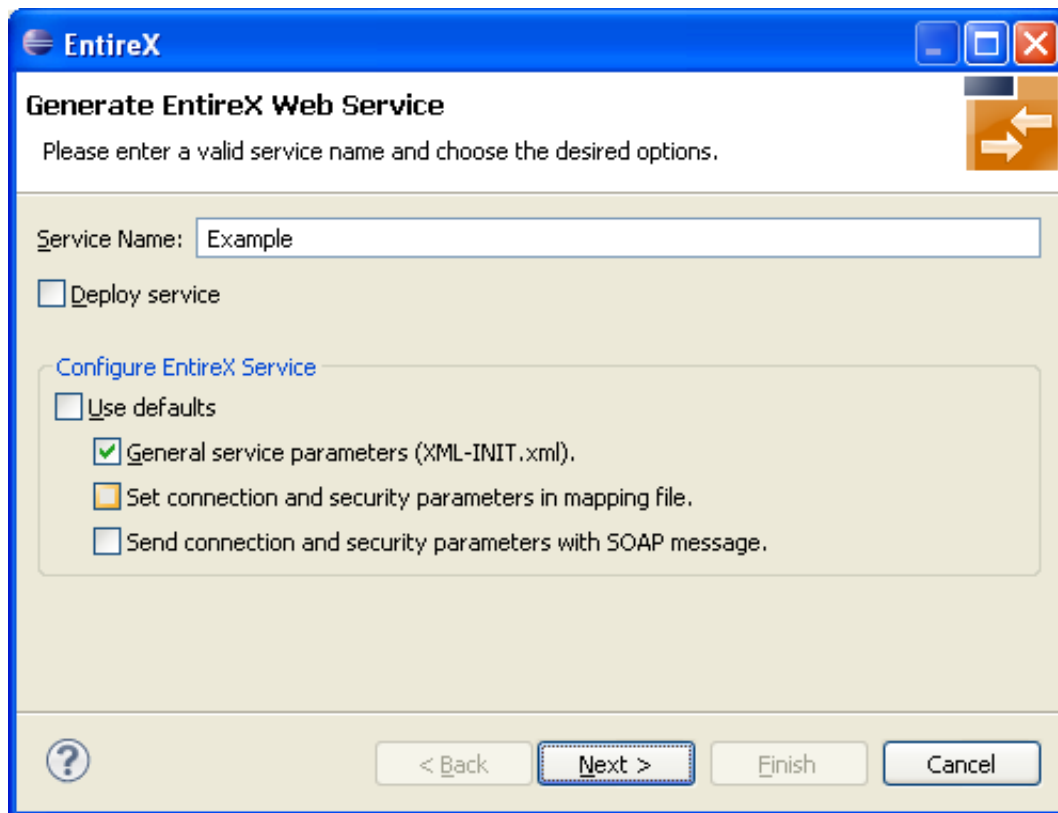 EntireX
Generate EntireX Web Service
Please enter a valid service name and choose the desired options.
Service Name: Example
Deploy service
Configure EntireX Service
Use defaults
General service parameters (XML-INIT.xml).
Set connection and security parameters in mapping file.
Send connection and security parameters with SOAP message.
? < Back Next > Finish Cancel